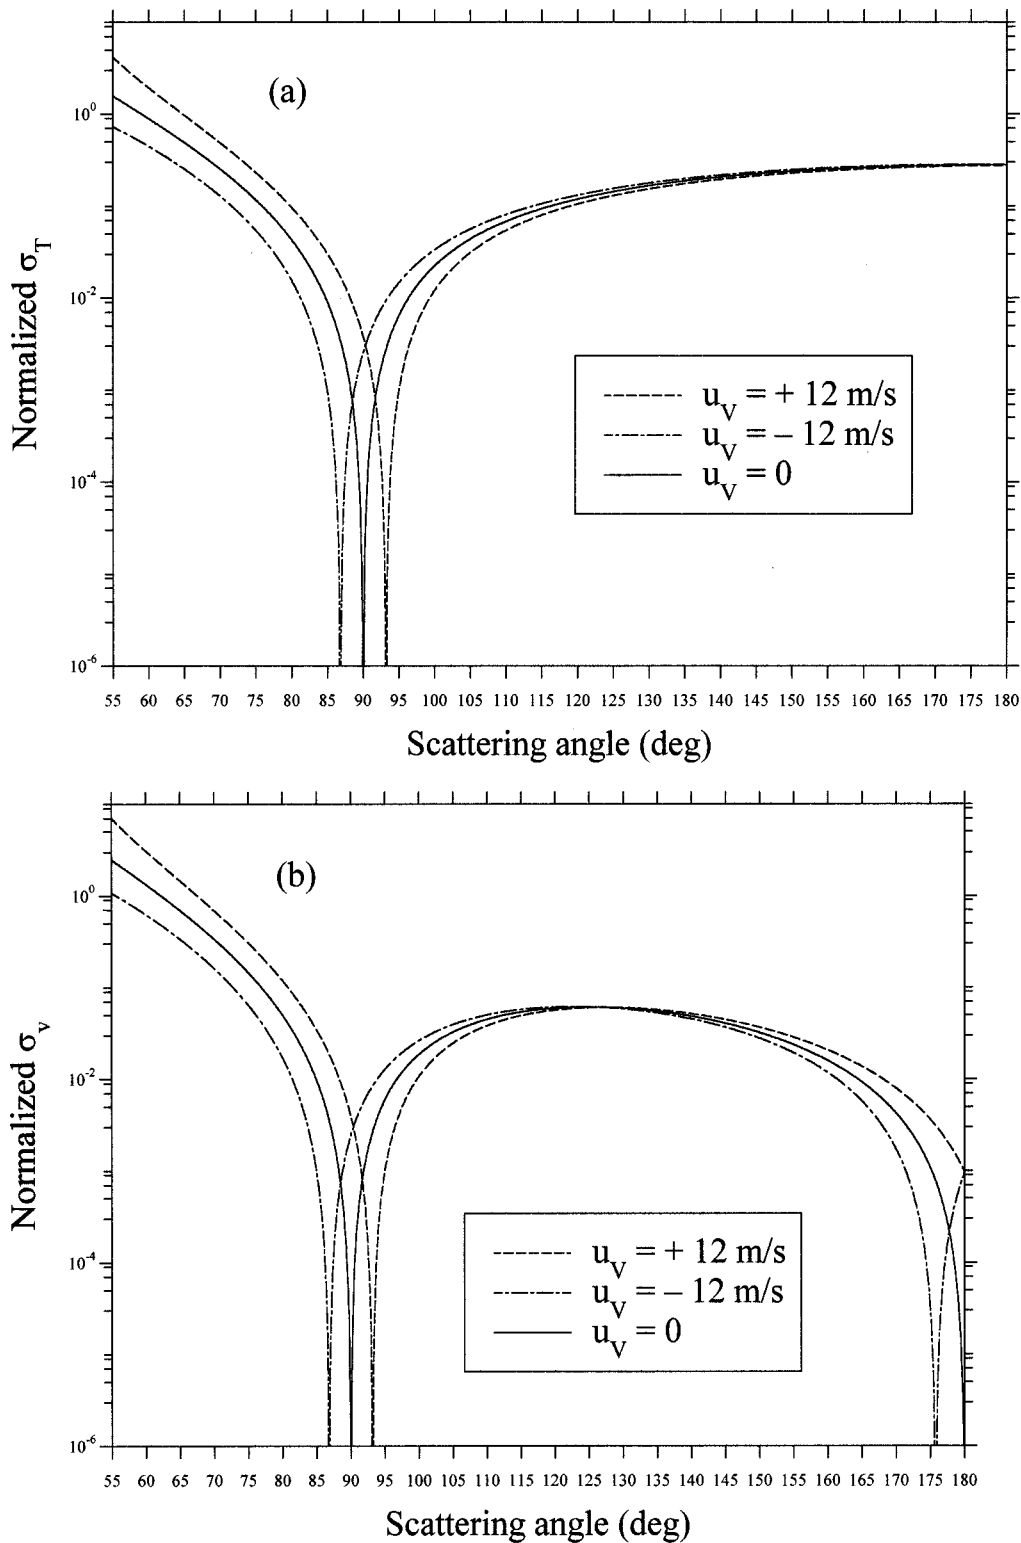 (a)
10⁰
10⁻²
10⁻⁴
10⁻⁶
Normalized σ_T
u_V = + 12 m/s
u_V = – 12 m/s
u_V = 0
55 60 65 70 75 80 85 90 95 100 105 110 115 120 125 130 135 140 145 150 155 160 165 170 175 180
Scattering angle (deg)
(b)
10⁰
10⁻²
10⁻⁴
10⁻⁶
Normalized σ_v
u_V = + 12 m/s
u_V = – 12 m/s
u_V = 0
55 60 65 70 75 80 85 90 95 100 105 110 115 120 125 130 135 140 145 150 155 160 165 170 175 180
Scattering angle (deg)